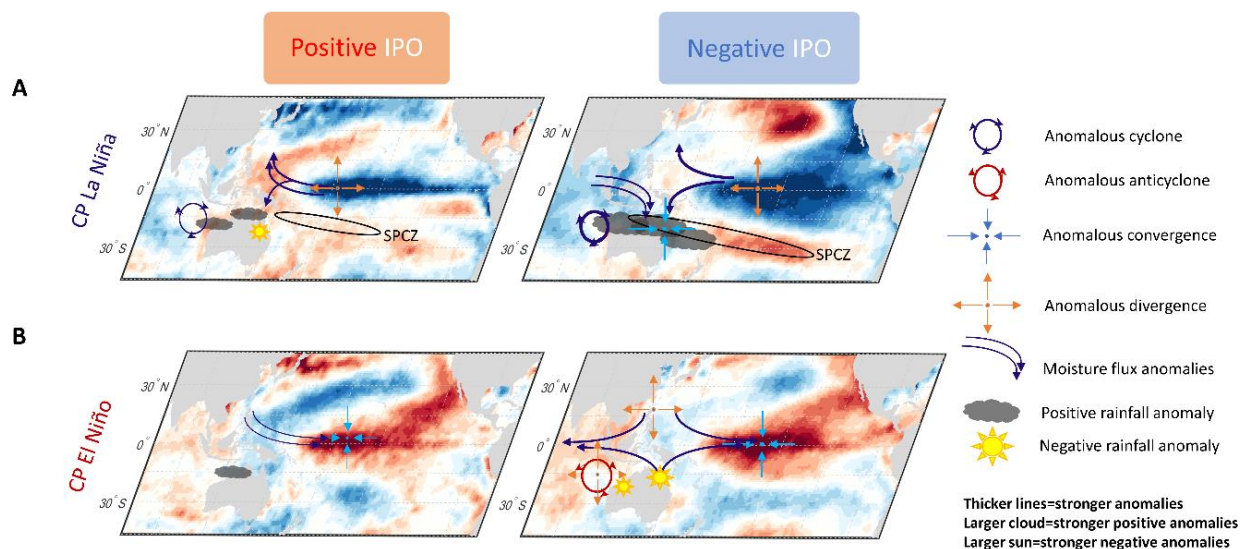 Positive IPO
Negative IPO
A
CP La Niña
30°N
0°
30°S
SPCZ
30°N
0°
30°S
SPCZ
B
CP El Niño
30°N
0°
30°S
30°N
0°
30°S
Anomalous cyclone
Anomalous anticyclone
Anomalous convergence
Anomalous divergence
Moisture flux anomalies
Positive rainfall anomaly
Negative rainfall anomaly
Thicker lines=stronger anomalies
Larger cloud=stronger positive anomalies
Larger sun=stronger negative anomalies